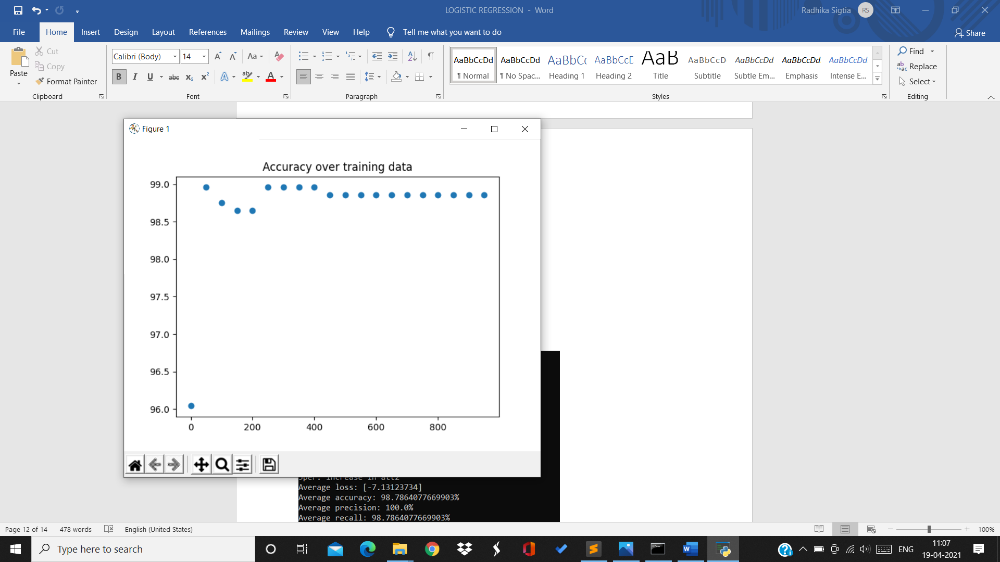 LOGISTIC REGRESSION - Word
Radhika Sigtia RS
File Home Insert Design Layout References Mailings Review View Help Tell me what you want to do Share
Paste
Cut
Copy
Format Painter
Clipboard
Calibri (Body) 14
Font
Paragraph
AaBbCcDd AaBbCcDd AaBbCc AaBbCcD AaB AaBbCcD AaBbCcDd AaBbCcDd AaBbCcDd
¶ Normal ¶ No Spac... Heading 1 Heading 2 Title Subtitle Subtle Em... Emphasis Intense E...
Styles
Find
Replace
Select
Editing
Figure 1
Accuracy over training data
99.0
98.5
98.0
97.5
97.0
96.5
96.0
0 200 400 600 800
Average loss: [-7.13123734]
Average accuracy: 98.7864077669903%
Average precision: 100.0%
Average recall: 98.7864077669903%
Page 12 of 14 478 words English (United States) 100%
Type here to search
ENG
11:07
19-04-2021